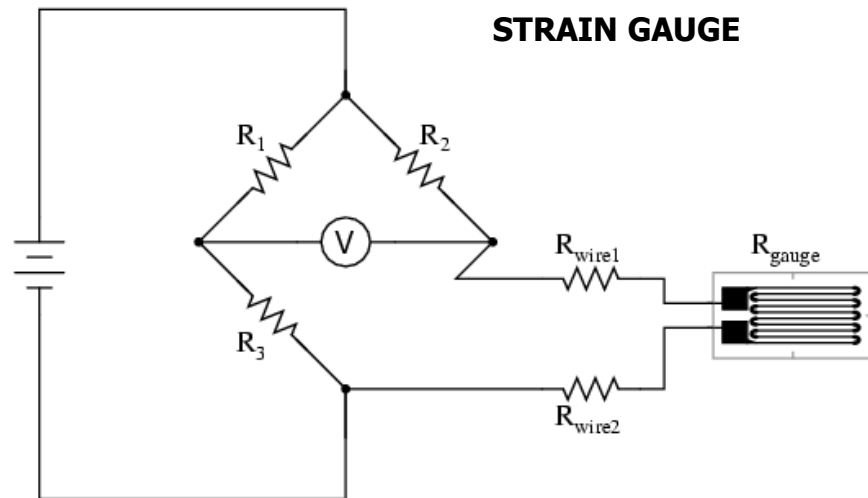 STRAIN GAUGE
R1
R2
V
Rwire1
Rgauge
R3
Rwire2